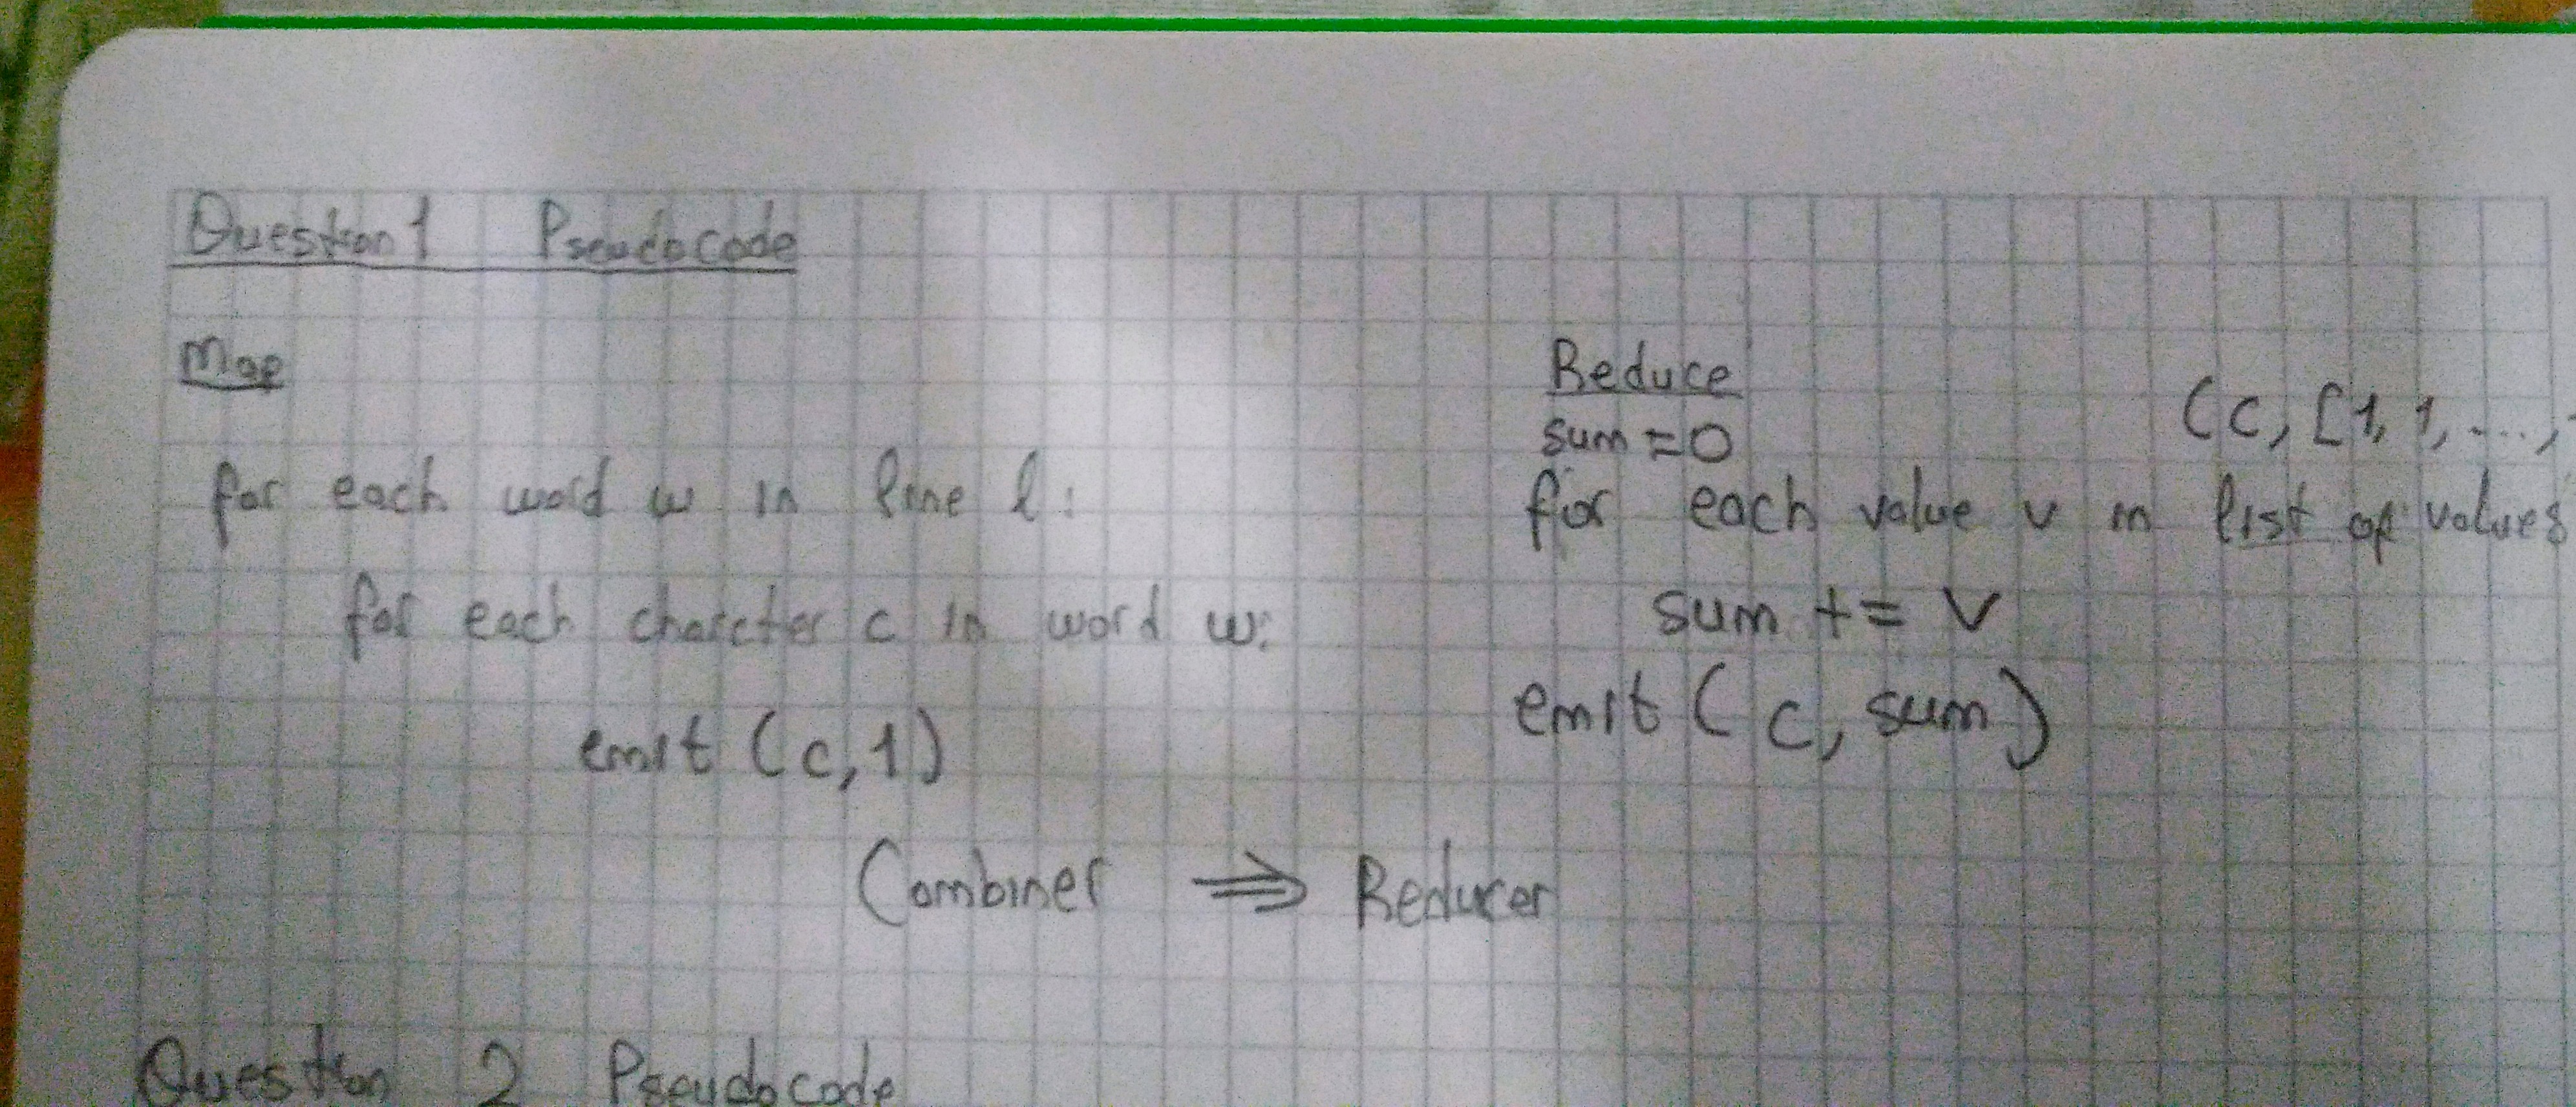 Question 1 Pseudocode
Map
for each word w in line l:
for each charcter c in word w:
emit (c, 1)
Reduce
sum = 0
(c, [1, 1, ....,
for each value v in list of values
sum += v
emit (c, sum)
Combiner ⇒ Reducer
Question 2 Pseudocode